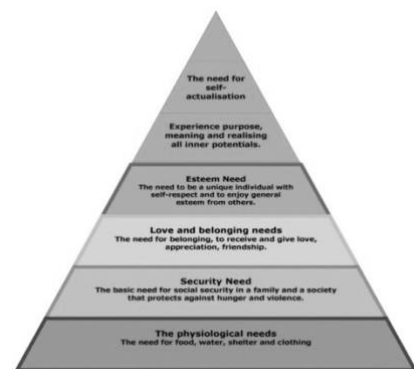 The need for
self-
actualisation
Experience purpose,
meaning and realising
all inner potentials.
Esteem Need
The need to be a unique individual with
self-respect and to enjoy general
esteem from others.
Love and belonging needs
The need for belonging, to receive and give love,
appreciation, friendship.
Security Need
The basic need for social security in a family and a society
that protects against hunger and violence.
The physiological needs
The need for food, water, shelter and clothing